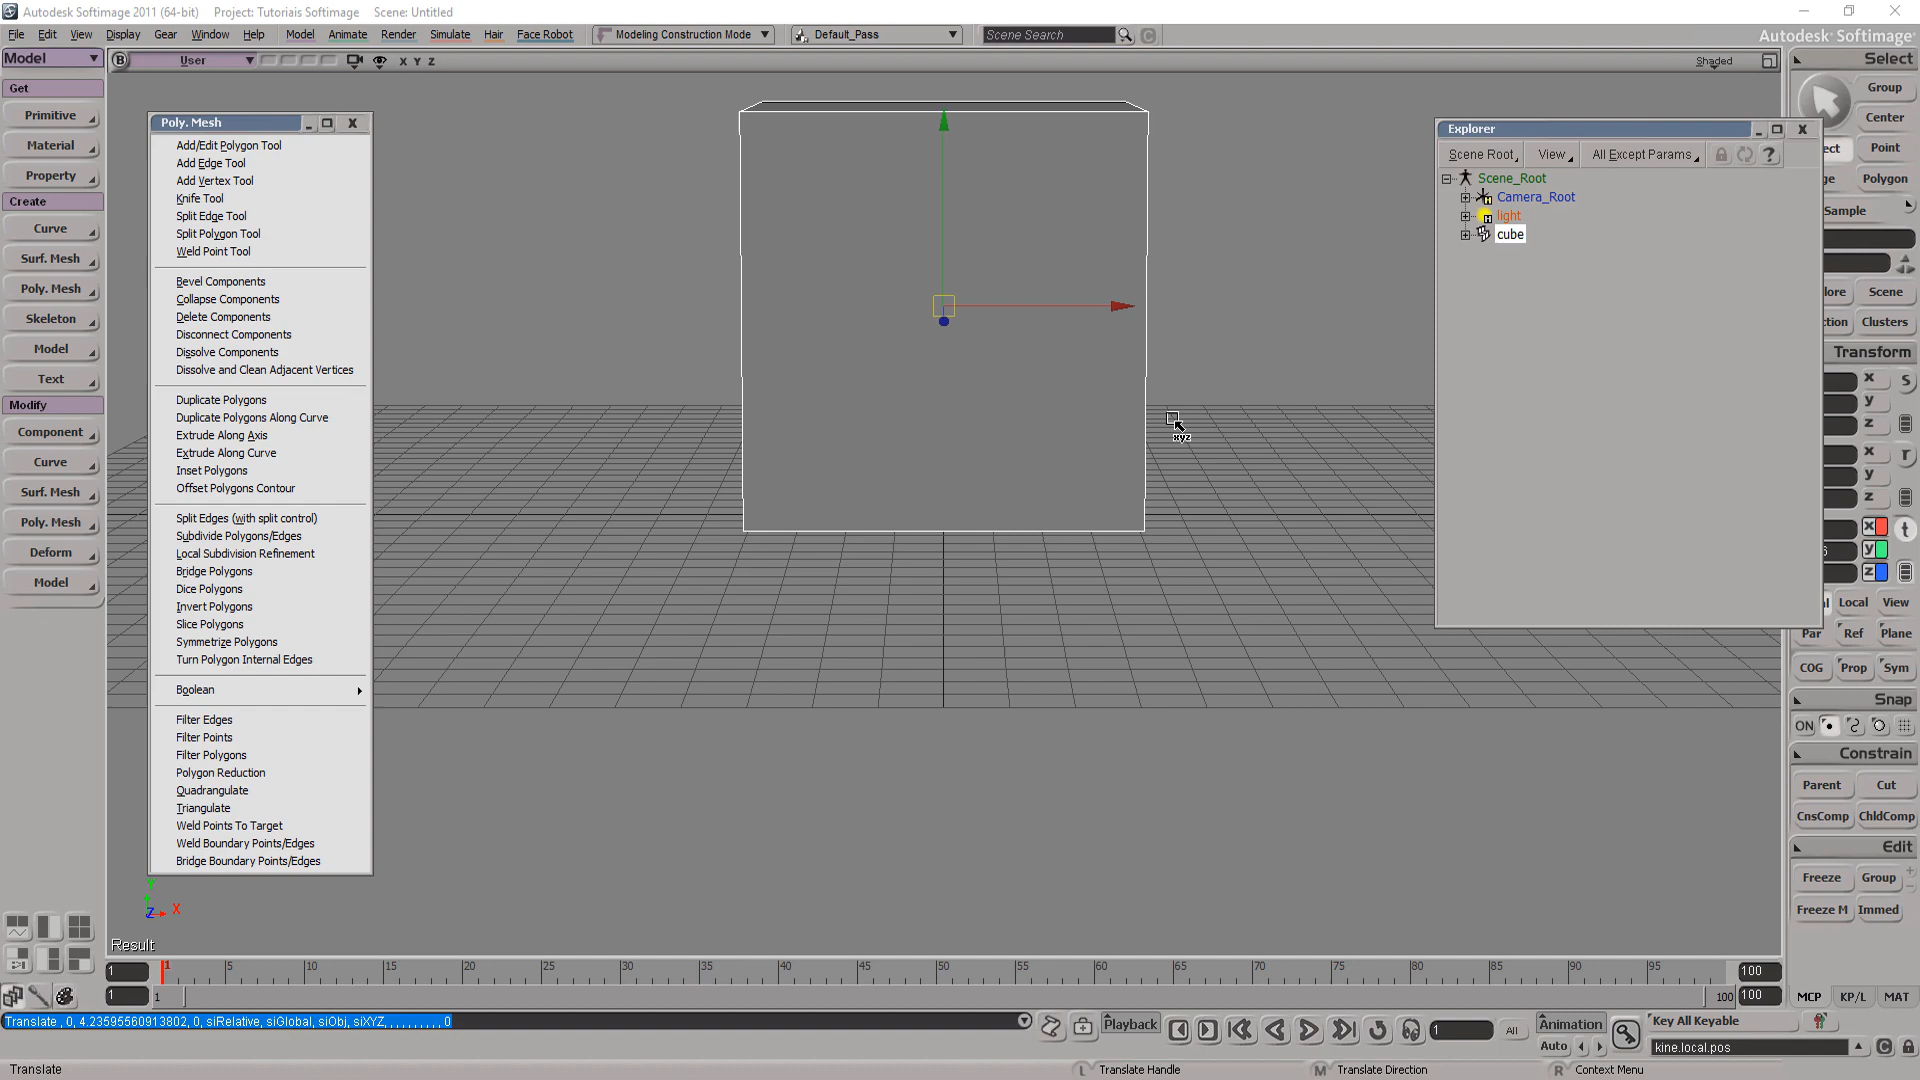 Autodesk Softimage 2011 (64-bit) Project: Tutoriais Softimage Scene: Untitled
File Edit View Display Gear Window Help Model Animate Render Simulate Hair Face Robot Modeling Construction Mode Default_Pass Scene Search Autodesk® Softimage®
Model
B User X Y Z Shaded
Get
Primitive
Material
Property
Create
Curve
Surf. Mesh
Poly. Mesh
Skeleton
Model
Text
Modify
Component
Curve
Surf. Mesh
Poly. Mesh
Deform
Model
Poly. Mesh
Add/Edit Polygon Tool
Add Edge Tool
Add Vertex Tool
Knife Tool
Split Edge Tool
Split Polygon Tool
Weld Point Tool
Bevel Components
Collapse Components
Delete Components
Disconnect Components
Dissolve Components
Dissolve and Clean Adjacent Vertices
Duplicate Polygons
Duplicate Polygons Along Curve
Extrude Along Axis
Extrude Along Curve
Inset Polygons
Offset Polygons Contour
Split Edges (with split control)
Subdivide Polygons/Edges
Local Subdivision Refinement
Bridge Polygons
Dice Polygons
Invert Polygons
Slice Polygons
Symmetrize Polygons
Turn Polygon Internal Edges
Boolean
Filter Edges
Filter Points
Filter Polygons
Polygon Reduction
Quadrangulate
Triangulate
Weld Points To Target
Weld Boundary Points/Edges
Bridge Boundary Points/Edges
xyz
Y
Z X
Result
Explorer
Scene Root View All Except Params ?
Scene_Root
Camera_Root
light
cube
Select
Group
Center
ect Point
ge Polygon
Sample
lore Scene
ction Clusters
Transform
x s
y
z
x r
y
z
x t
6 y
z
al Local View
Par Ref Plane
COG Prop Sym
Snap
ON
Constrain
Parent Cut
CnsComp ChldComp
Edit
Freeze Group
Freeze M Immed
1 1 5 10 15 20 25 30 35 40 45 50 55 60 65 70 75 80 85 90 95 100
1 1 100 100 MCP KP/L MAT
Translate , 0, 4.23595560913802, 0, siRelative, siGlobal, siObj, siXYZ, , , , , , , , , , 0
Playback 1 All Animation Key All Keyable
Auto kine.local.pos
Translate L Translate Handle M Translate Direction R Context Menu